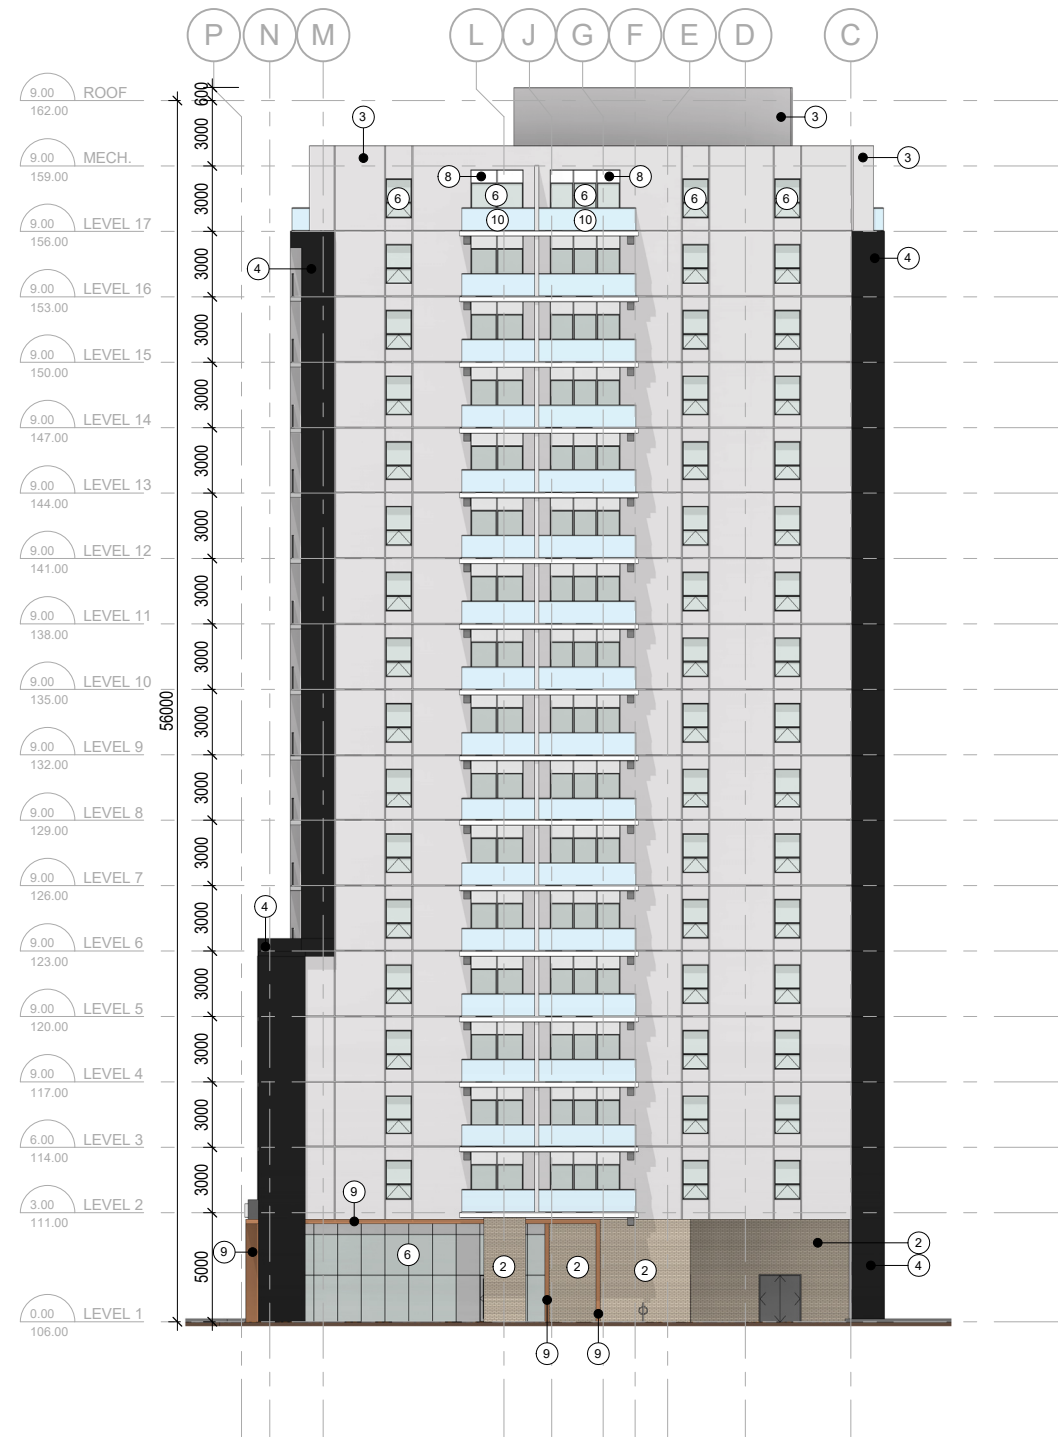 P N M L J G F E D C
9.00 ROOF
162.00
600
3000
3
3
9.00 MECH.
159.00
3
8
8
3000
6 6 6 6 6
10 10
9.00 LEVEL 17
156.00
3000
4
4
9.00 LEVEL 16
153.00
3000
9.00 LEVEL 15
150.00
3000
9.00 LEVEL 14
147.00
3000
9.00 LEVEL 13
144.00
3000
9.00 LEVEL 12
141.00
3000
9.00 LEVEL 11
138.00
3000
9.00 LEVEL 10
135.00
56000
3000
9.00 LEVEL 9
132.00
3000
9.00 LEVEL 8
129.00
3000
9.00 LEVEL 7
126.00
3000
4
9.00 LEVEL 6
123.00
3000
9.00 LEVEL 5
120.00
3000
9.00 LEVEL 4
117.00
3000
6.00 LEVEL 3
114.00
3000
9
3.00 LEVEL 2
111.00
9
6
2
2
2
2
4
5000
0.00 LEVEL 1
106.00
9 9